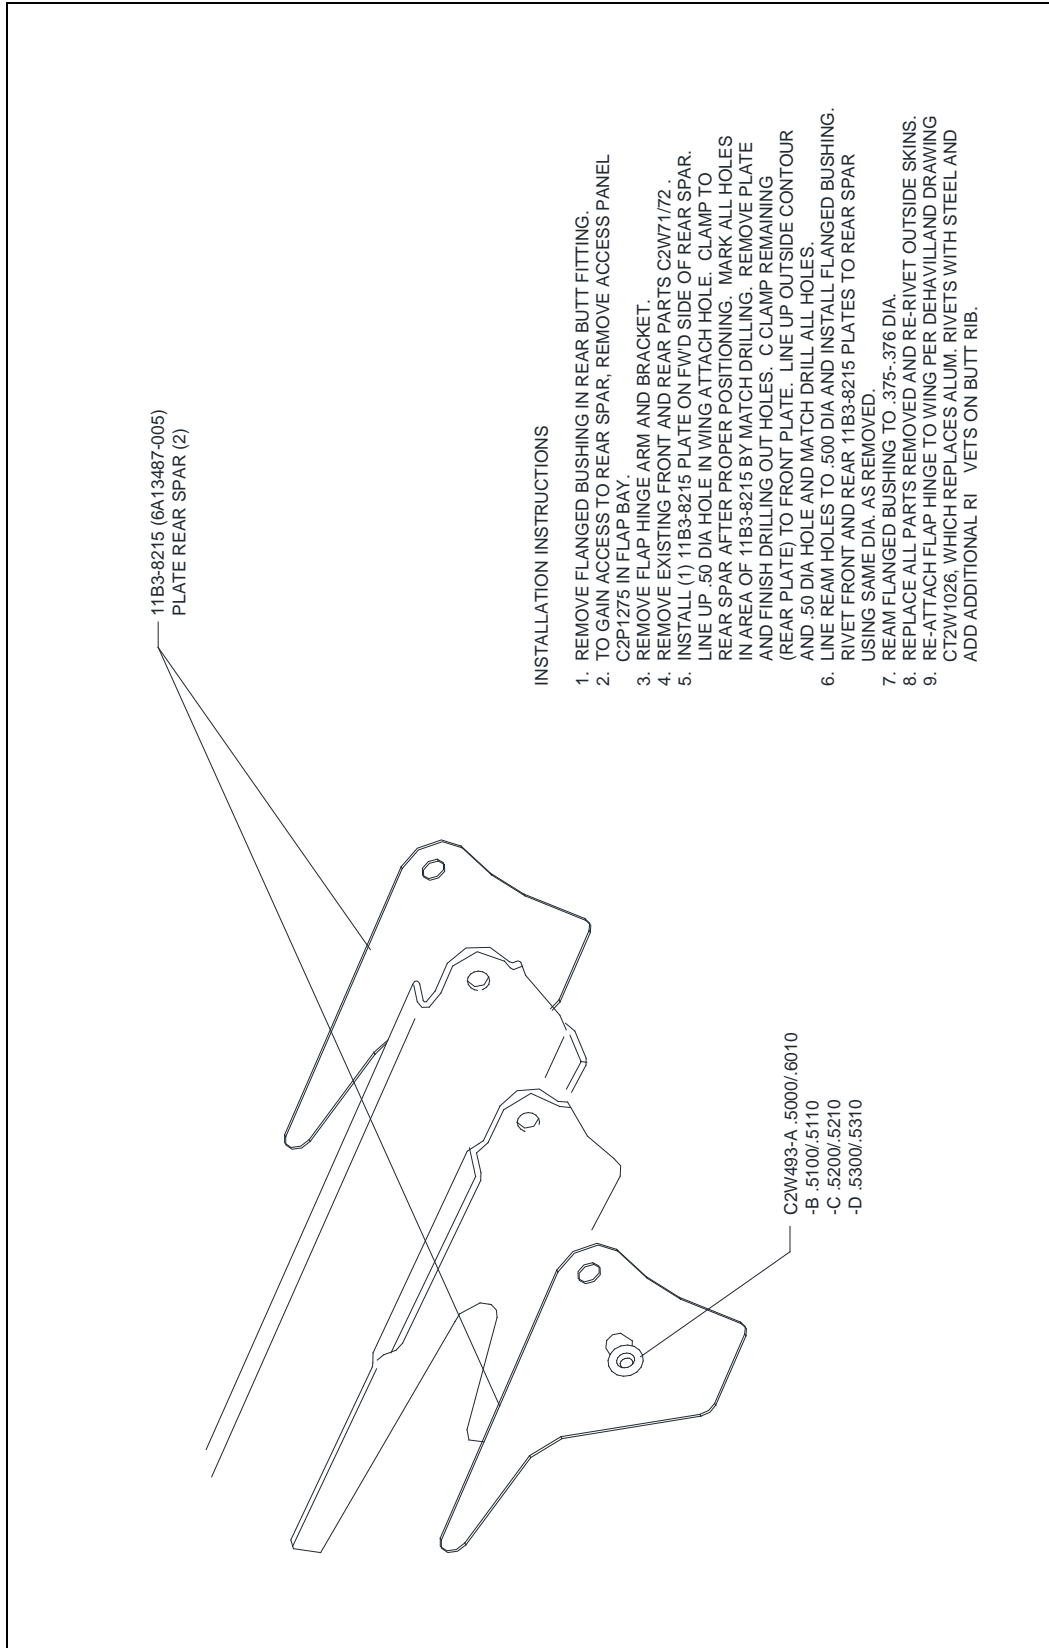 11B3-8215 (6A13487-005)
PLATE REAR SPAR (2)
INSTALLATION INSTRUCTIONS
1. REMOVE FLANGED BUSHING IN REAR BUTT FITTING.
2. TO GAIN ACCESS TO REAR SPAR, REMOVE ACCESS PANEL
C2P1275 IN FLAP BAY.
3. REMOVE FLAP HINGE ARM AND BRACKET.
4. REMOVE EXISTING FRONT AND REAR PARTS C2W71/72 .
5. INSTALL (1) 11B3-8215 PLATE ON FW'D SIDE OF REAR SPAR.
LINE UP .50 DIA HOLE IN WING ATTACH HOLE. CLAMP TO
REAR SPAR AFTER PROPER POSITIONING. MARK ALL HOLES
IN AREA OF 11B3-8215 BY MATCH DRILLING. REMOVE PLATE
AND FINISH DRILLING OUT HOLES. C CLAMP REMAINING
(REAR PLATE) TO FRONT PLATE. LINE UP OUTSIDE CONTOUR
AND .50 DIA HOLE AND MATCH DRILL ALL HOLES.
6. LINE REAM HOLES TO .500 DIA AND INSTALL FLANGED BUSHING.
RIVET FRONT AND REAR 11B3-8215 PLATES TO REAR SPAR
USING SAME DIA. AS REMOVED.
7. REAM FLANGED BUSHING TO .375-.376 DIA.
8. REPLACE ALL PARTS REMOVED AND RE-RIVET OUTSIDE SKINS.
9. RE-ATTACH FLAP HINGE TO WING PER DEHAVILLAND DRAWING
CT2W1026, WHICH REPLACES ALUM. RIVETS WITH STEEL AND
ADD ADDITIONAL RI VETS ON BUTT RIB.
C2W493-A .5000/.6010
-B .5100/.5110
-C .5200/.5210
-D .5300/.5310